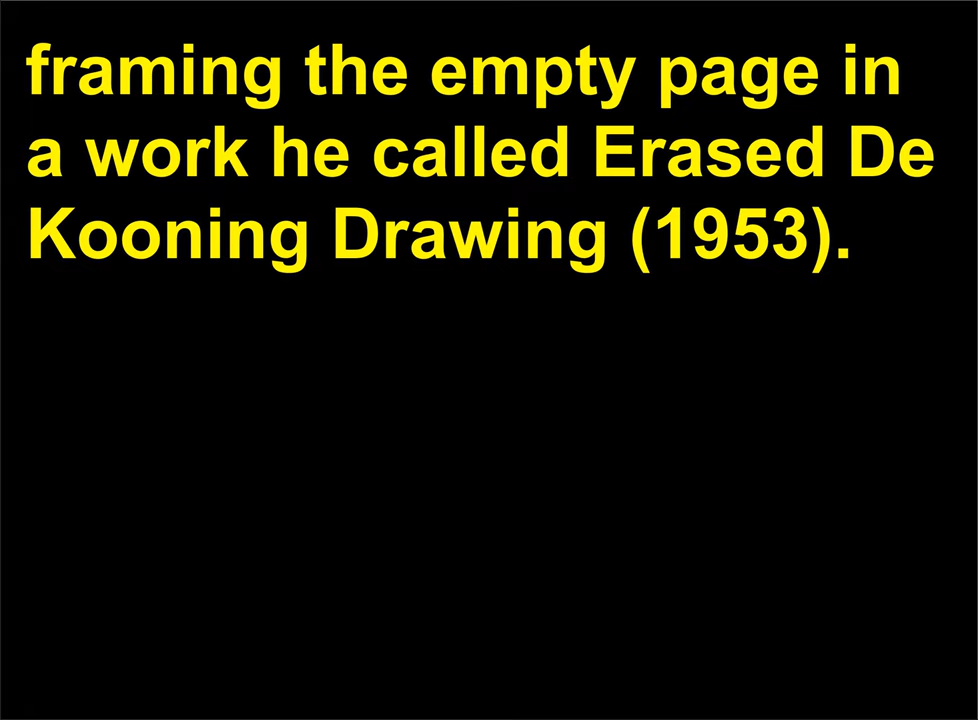 framing the empty page in
a work he called Erased De
Kooning Drawing (1953).